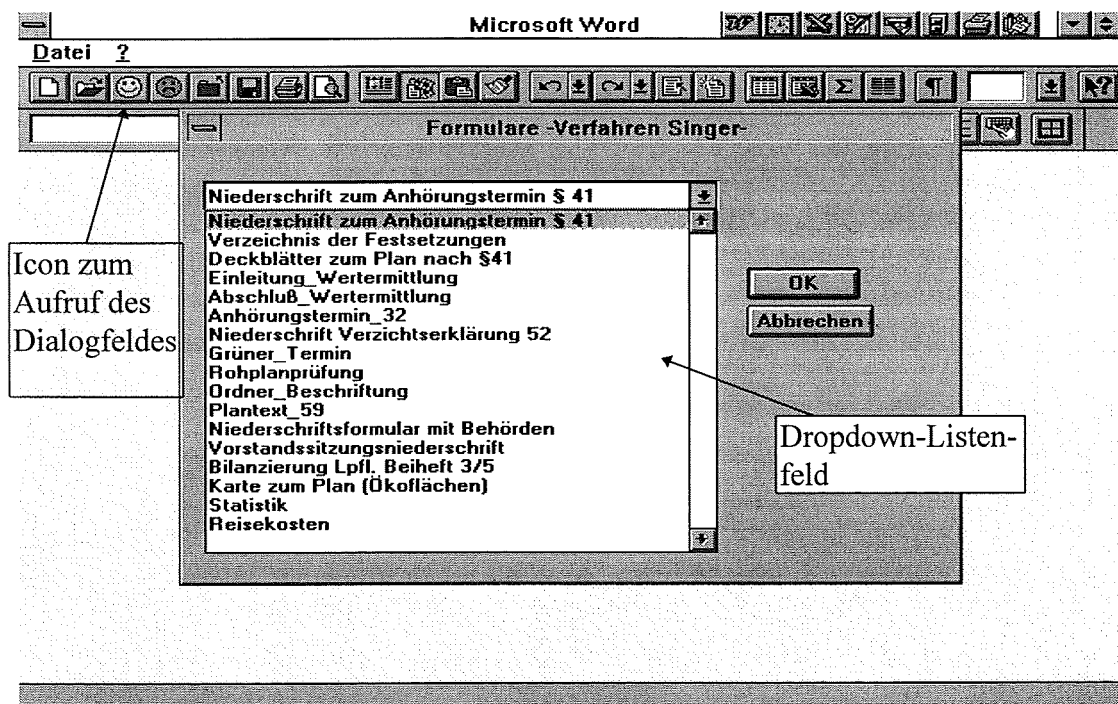 Microsoft Word
Datei ?
Formulare -Verfahren Singer-
Niederschrift zum Anhörungstermin § 41
Niederschrift zum Anhörungstermin § 41
Verzeichnis der Festsetzungen
Deckblätter zum Plan nach §41
Einleitung_Wertermittlung
Abschluß_Wertermittlung
Anhörungstermin_32
Niederschrift Verzichtserklärung 52
Grüner_Termin
Rohplanprüfung
Ordner_Beschriftung
Plantext_59
Niederschriftsformular mit Behörden
Vorstandssitzungsniederschrift
Bilanzierung Lpfl. Beiheft 3/5
Karte zum Plan (Ökoflächen)
Statistik
Reisekosten
OK
Abbrechen
Icon zum
Aufruf des
Dialogfeldes
Dropdown-Listen-
feld